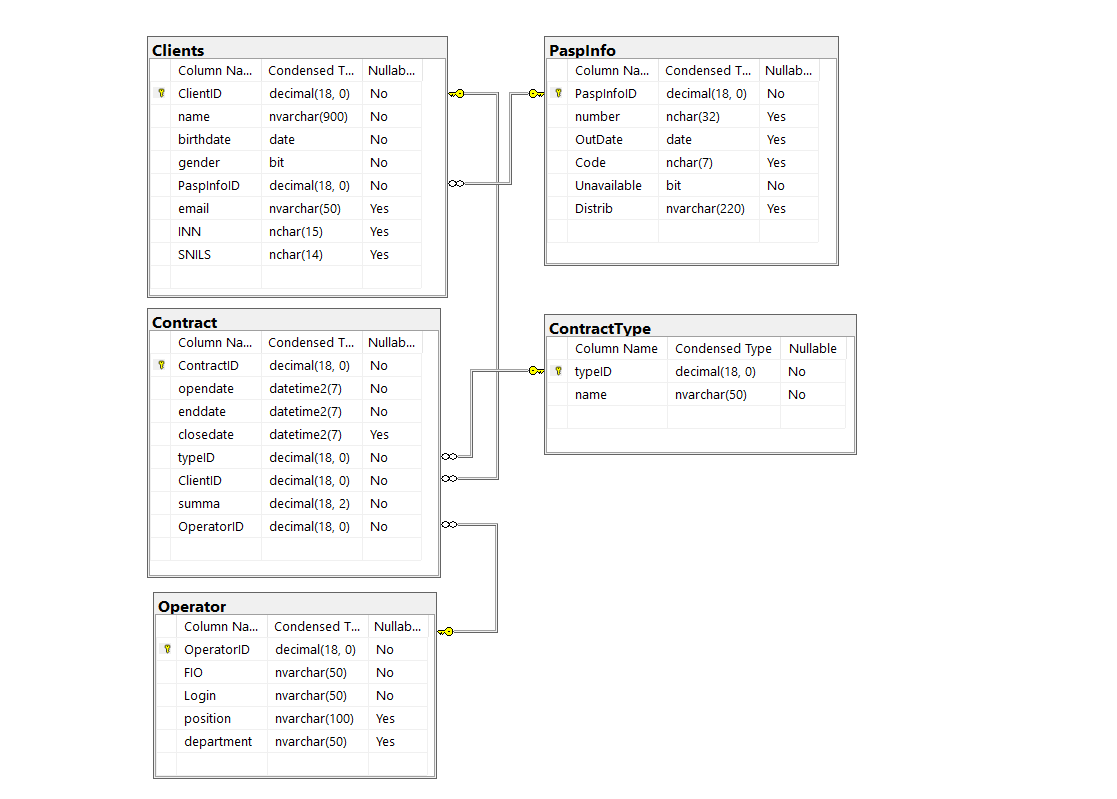 Clients
Column Na... Condensed T... Nullab...
ClientID decimal(18, 0) No
name nvarchar(900) No
birthdate date No
gender bit No
PaspInfoID decimal(18, 0) No
email nvarchar(50) Yes
INN nchar(15) Yes
SNILS nchar(14) Yes
PaspInfo
Column Na... Condensed T... Nullab...
PaspInfoID decimal(18, 0) No
number nchar(32) Yes
OutDate date Yes
Code nchar(7) Yes
Unavailable bit No
Distrib nvarchar(220) Yes
Contract
Column Na... Condensed T... Nullab...
ContractID decimal(18, 0) No
opendate datetime2(7) No
enddate datetime2(7) No
closedate datetime2(7) Yes
typeID decimal(18, 0) No
ClientID decimal(18, 0) No
summa decimal(18, 2) No
OperatorID decimal(18, 0) No
ContractType
Column Name Condensed Type Nullable
typeID decimal(18, 0) No
name nvarchar(50) No
Operator
Column Na... Condensed T... Nullab...
OperatorID decimal(18, 0) No
FIO nvarchar(50) No
Login nvarchar(50) No
position nvarchar(100) Yes
department nvarchar(50) Yes